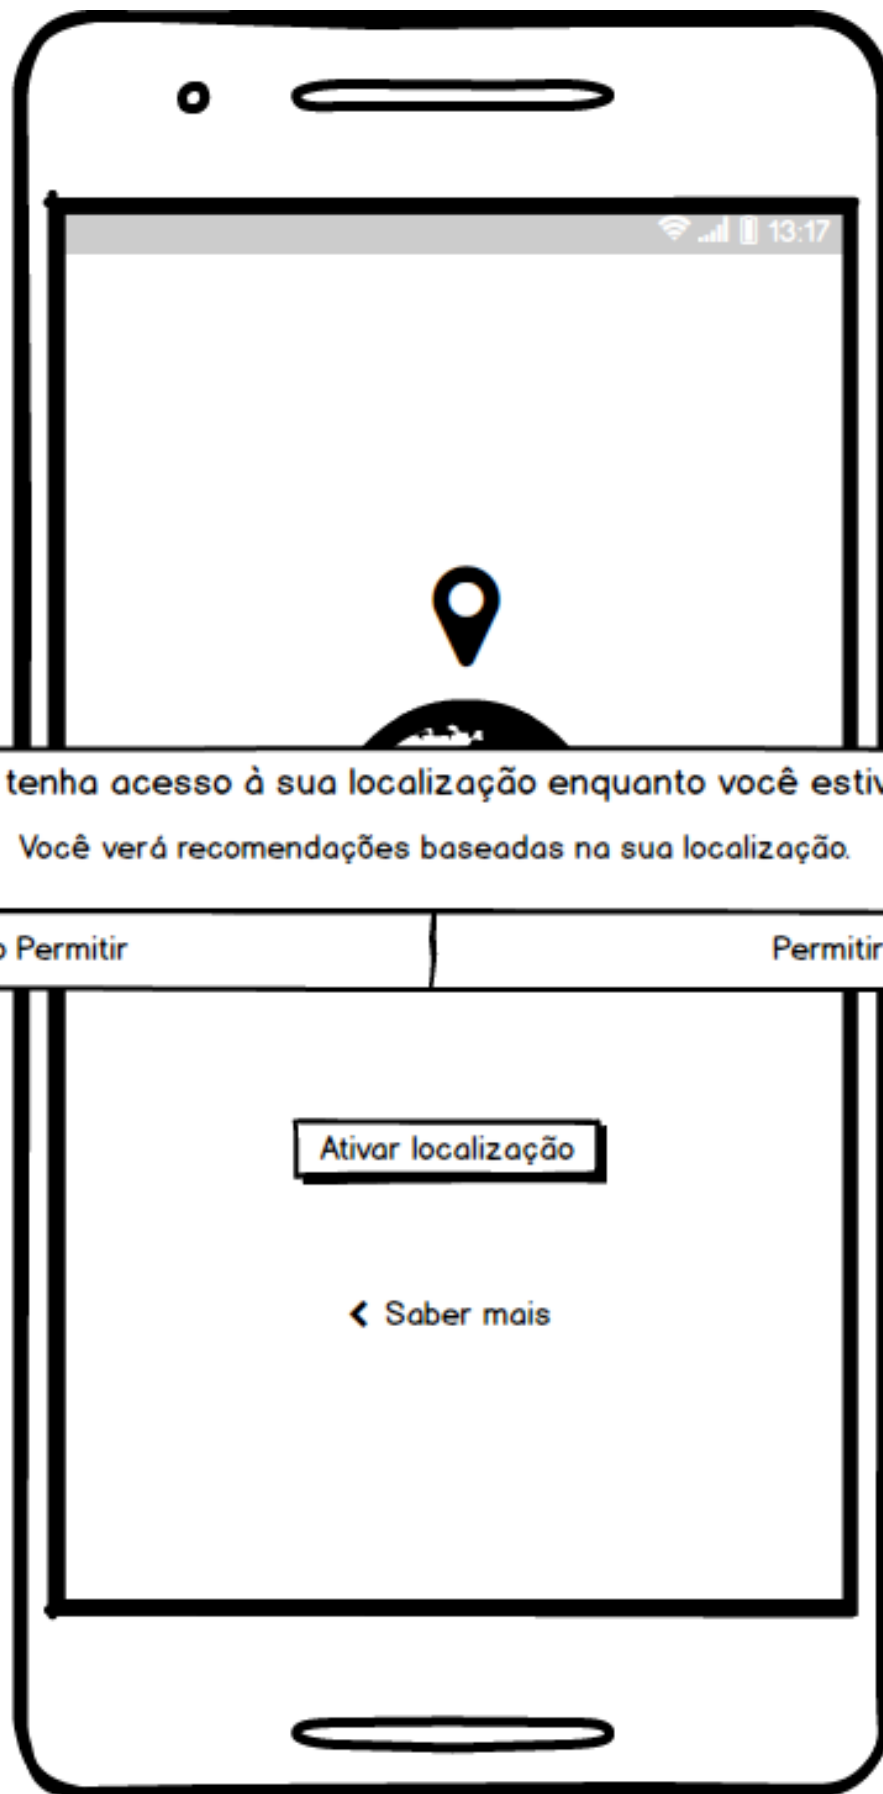 13:17
tenha acesso à sua localização enquanto você
Você verá recomendações baseadas na sua localização.
Permitir
Permitir
Ativar localização
Saber mais